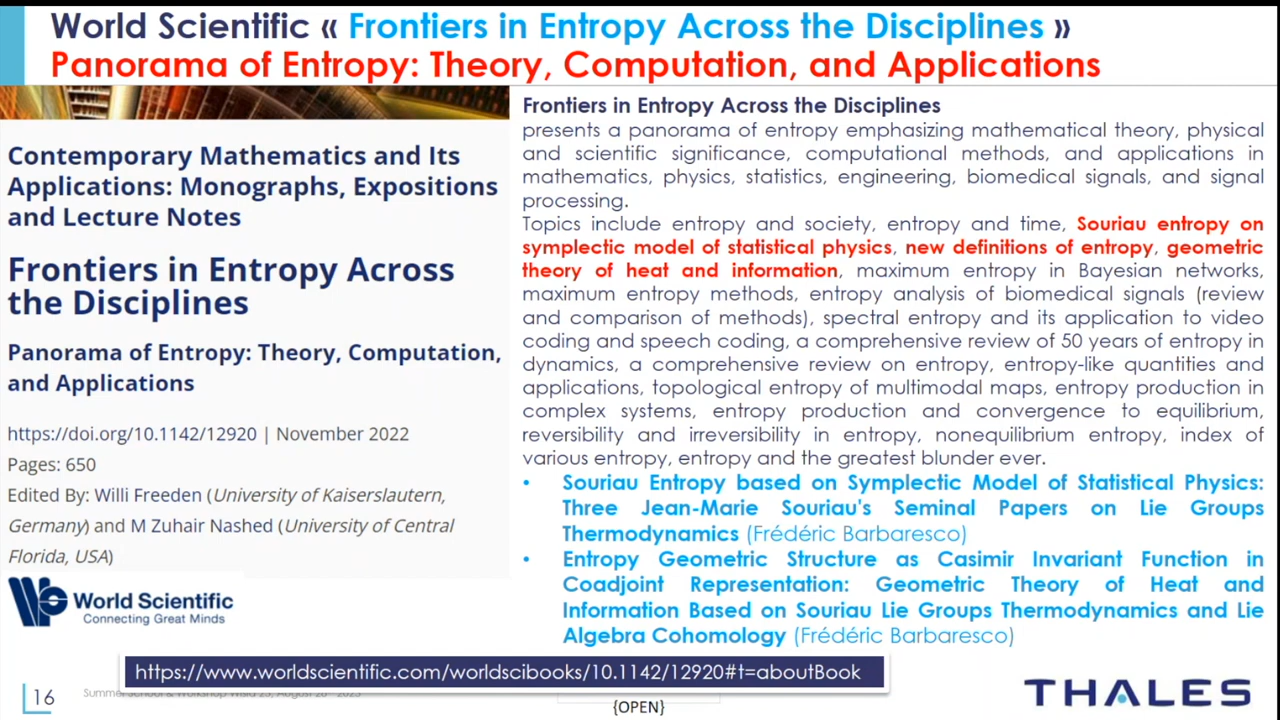 World Scientific « Frontiers in Entropy Across the Disciplines »
Panorama of Entropy: Theory, Computation, and Applications
Contemporary Mathematics and Its
Applications: Monographs, Expositions
and Lecture Notes
Frontiers in Entropy Across
the Disciplines
Panorama of Entropy: Theory, Computation,
and Applications
https://doi.org/10.1142/12920 | November 2022
Pages: 650
Edited By: Willi Freeden (University of Kaiserslautern,
Germany) and M Zuhair Nashed (University of Central
Florida, USA)
World Scientific
Connecting Great Minds
Frontiers in Entropy Across the Disciplines
presents a panorama of entropy emphasizing mathematical theory, physical
and scientific significance, computational methods, and applications in
mathematics, physics, statistics, engineering, biomedical signals, and signal
processing.
Topics include entropy and society, entropy and time, Souriau entropy on
symplectic model of statistical physics, new definitions of entropy, geometric
theory of heat and information, maximum entropy in Bayesian networks,
maximum entropy methods, entropy analysis of biomedical signals (review
and comparison of methods), spectral entropy and its application to video
coding and speech coding, a comprehensive review of 50 years of entropy in
dynamics, a comprehensive review on entropy, entropy-like quantities and
applications, topological entropy of multimodal maps, entropy production in
complex systems, entropy production and convergence to equilibrium,
reversibility and irreversibility in entropy, nonequilibrium entropy, index of
various entropy, entropy and the greatest blunder ever.
• Souriau Entropy based on Symplectic Model of Statistical Physics:
Three Jean-Marie Souriau's Seminal Papers on Lie Groups
Thermodynamics (Frédéric Barbaresco)
• Entropy Geometric Structure as Casimir Invariant Function in
Coadjoint Representation: Geometric Theory of Heat and
Information Based on Souriau Lie Groups Thermodynamics and Lie
Algebra Cohomology (Frédéric Barbaresco)
https://www.worldscientific.com/worldscibooks/10.1142/12920#t=aboutBook
16
Summer School & Workshop
THALES
{OPEN}